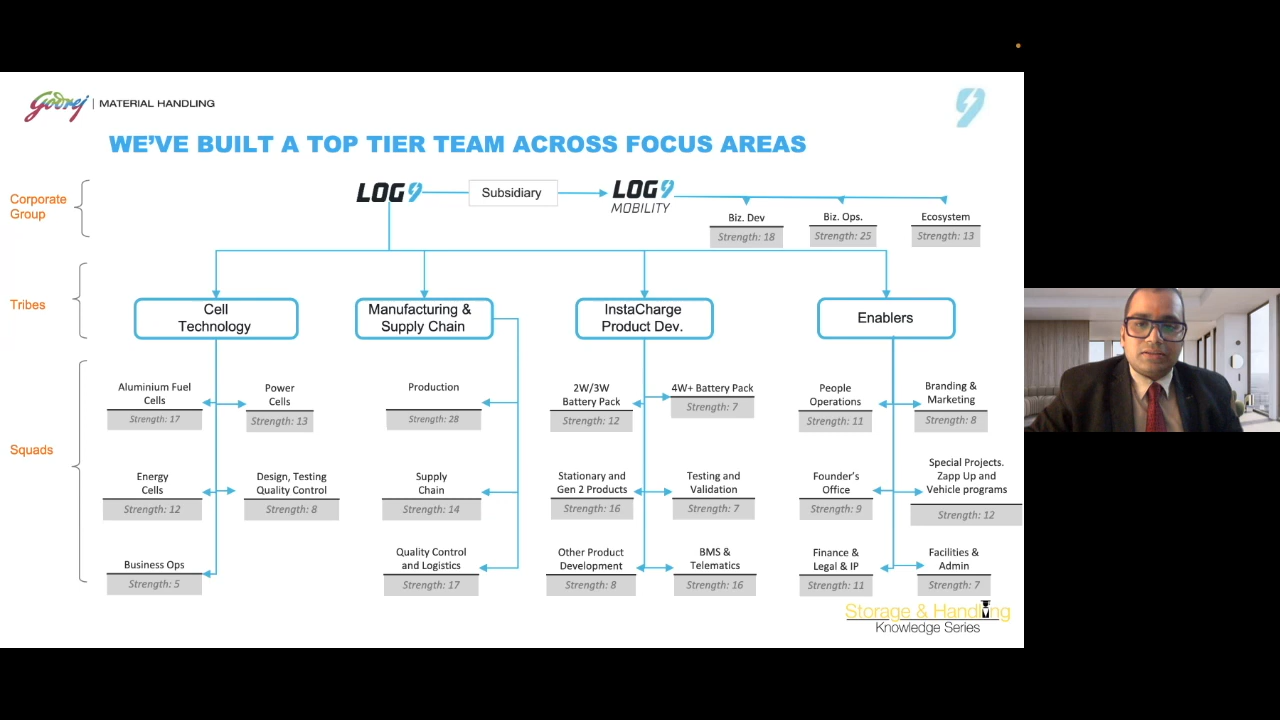 Godrej | MATERIAL HANDLING
WE'VE BUILT A TOP TIER TEAM ACROSS FOCUS AREAS
Corporate
Group
LOG9
Subsidiary
LOG9
MOBILITY
Biz. Dev
Strength: 18
Biz. Ops.
Strength: 25
Ecosystem
Strength: 13
Tribes
Cell
Technology
Manufacturing &
Supply Chain
InstaCharge
Product Dev.
Enablers
Squads
Aluminium Fuel
Cells
Strength: 17
Power
Cells
Strength: 13
Energy
Cells
Strength: 12
Design, Testing
Quality Control
Strength: 8
Business Ops
Strength: 5
Production
Strength: 28
Supply
Chain
Strength: 14
Quality Control
and Logistics
Strength: 17
2W/3W
Battery Pack
Strength: 12
4W+ Battery Pack
Strength: 7
Stationary and
Gen 2 Products
Strength: 16
Testing and
Validation
Strength: 7
Other Product
Development
Strength: 8
BMS &
Telematics
Strength: 16
People
Operations
Strength: 11
Branding &
Marketing
Strength: 8
Founder's
Office
Strength: 9
Special Projects.
Zapp Up and
Vehicle programs
Strength: 12
Finance &
Legal & IP
Strength: 11
Facilities &
Admin
Strength: 7
Storage & Handling
Knowledge Series